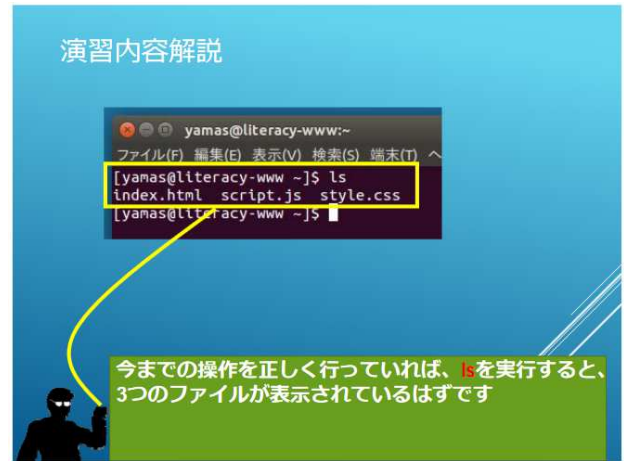 演習内容解説
yamas@literacy-www:~
ファイル(F) 編集(E) 表示(V) 検索(S) 端末(T) ヘ
[yamas@literacy-www ~]$ ls
index.html script.js style.css
[yamas@literacy-www ~]$
今までの操作を正しく行っていれば、lsを実行すると、
3つのファイルが表示されているはずです